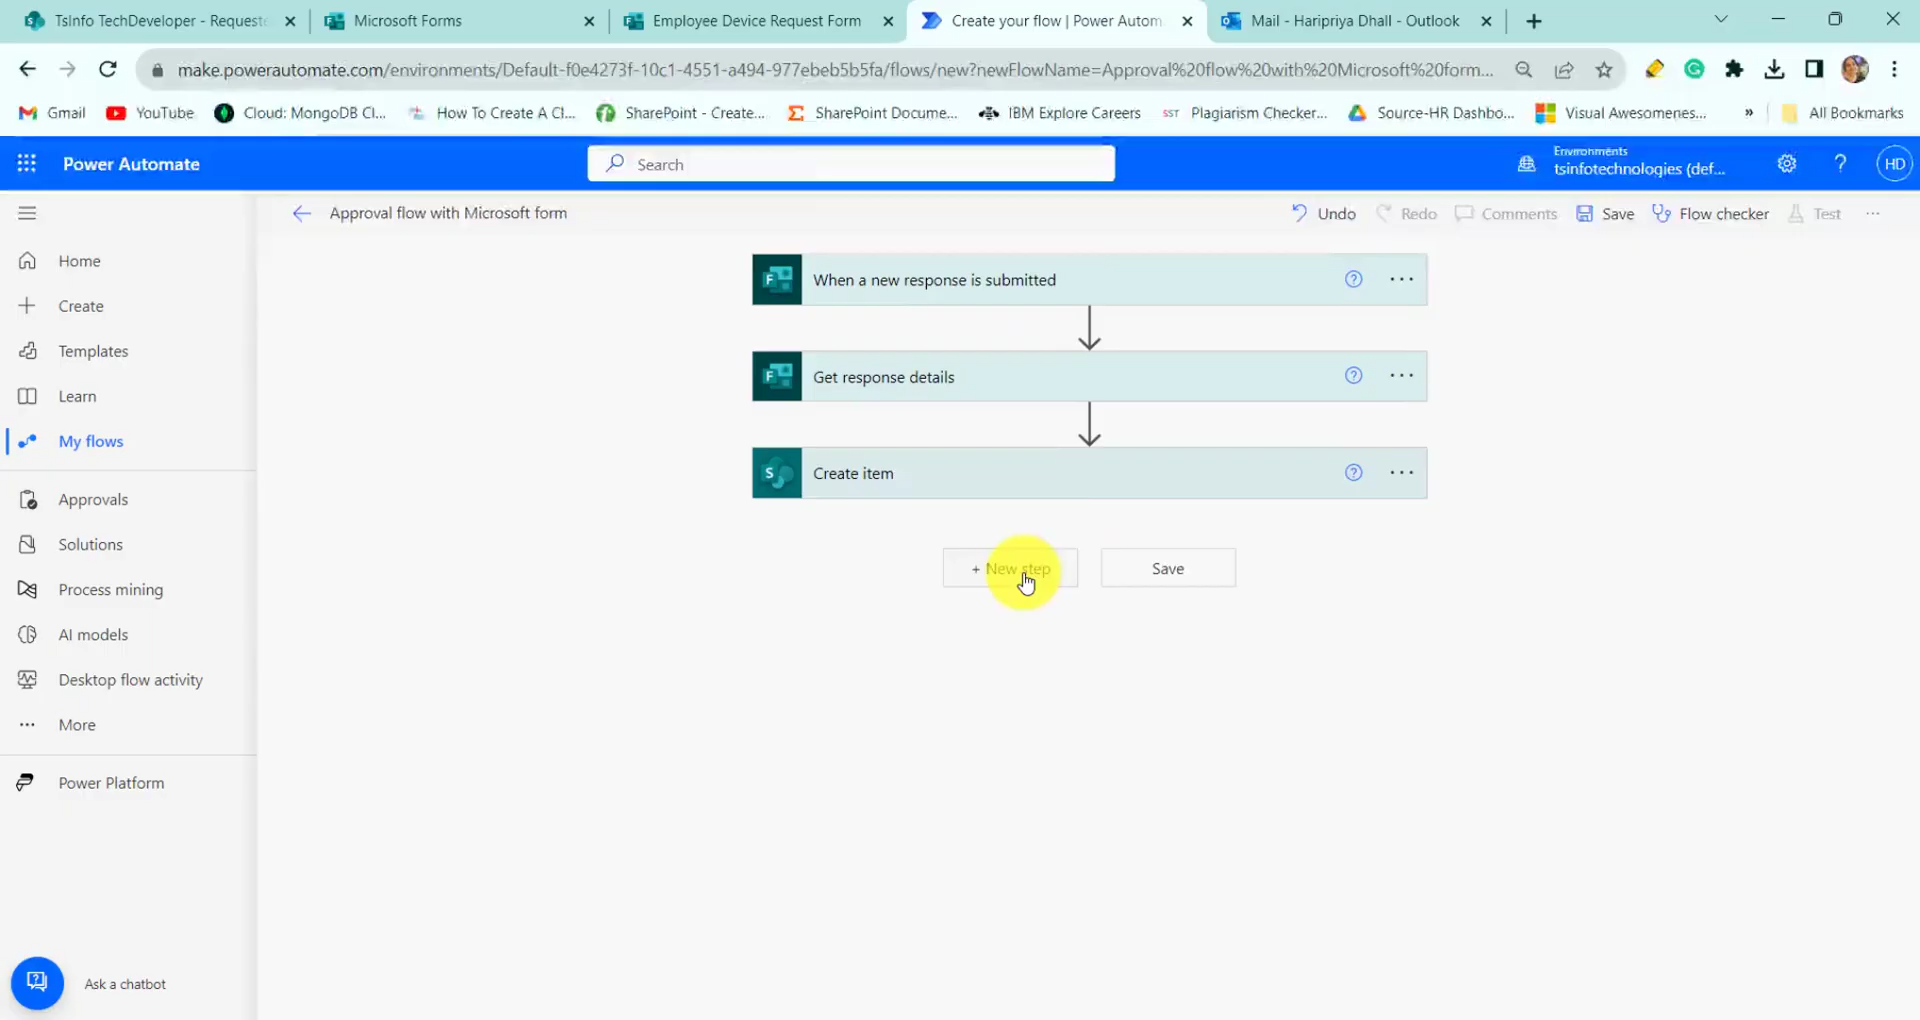 TsInfo TechDeveloper - Requeste
Microsoft Forms
Employee Device Request Form
Create your flow | Power Autom
Mail - Haripriya Dhall - Outlook
make.powerautomate.com/environments/Default-f0e4273f-10c1-4551-a494-977ebeb5b5fa/flows/new?newFlowName=Approval%20flow%20with%20Microsoft%20form...
Gmail
YouTube
Cloud: MongoDB Cl...
How To Create A Cl...
SharePoint - Create...
SharePoint Docume...
IBM Explore Careers
SST
Plagiarism Checker...
Source-HR Dashbo...
Visual Awesomenes...
»
All Bookmarks
Power Automate
Search
Environments
tsinfotechnologies (def...
HD
Approval flow with Microsoft form
Undo
Redo
Comments
Save
Flow checker
Test
Home
Create
Templates
Learn
My flows
Approvals
Solutions
Process mining
AI models
Desktop flow activity
More
Power Platform
Ask a chatbot
When a new response is submitted
Get response details
Create item
+ New step
Save